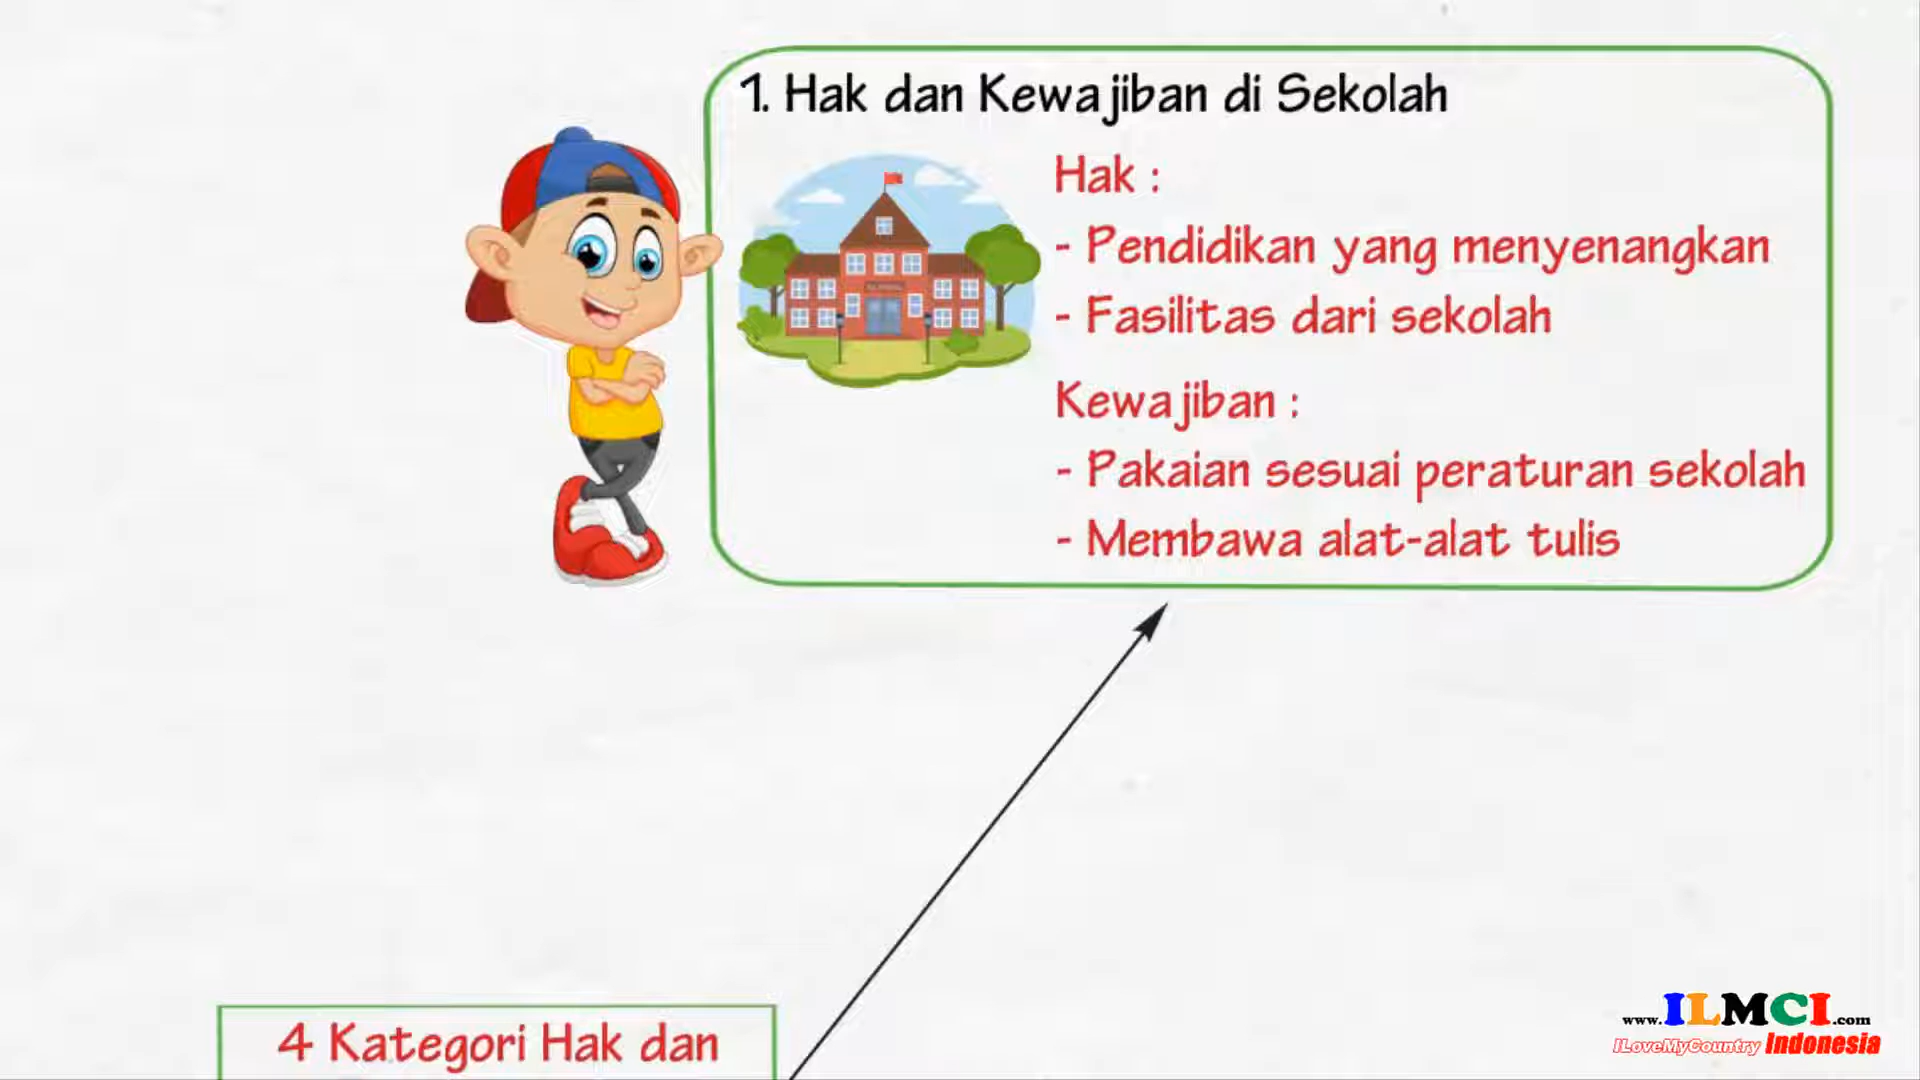 1. Hak dan Kewajiban di Sekolah
Hak :
- Pendidikan yang menyenangkan
- Fasilitas dari sekolah
Kewajiban :
- Pakaian sesuai peraturan sekolah
- Membawa alat-alat tulis
4 Kategori Hak dan
www.ILMCI.com
ILoveMyCountry Indonesia